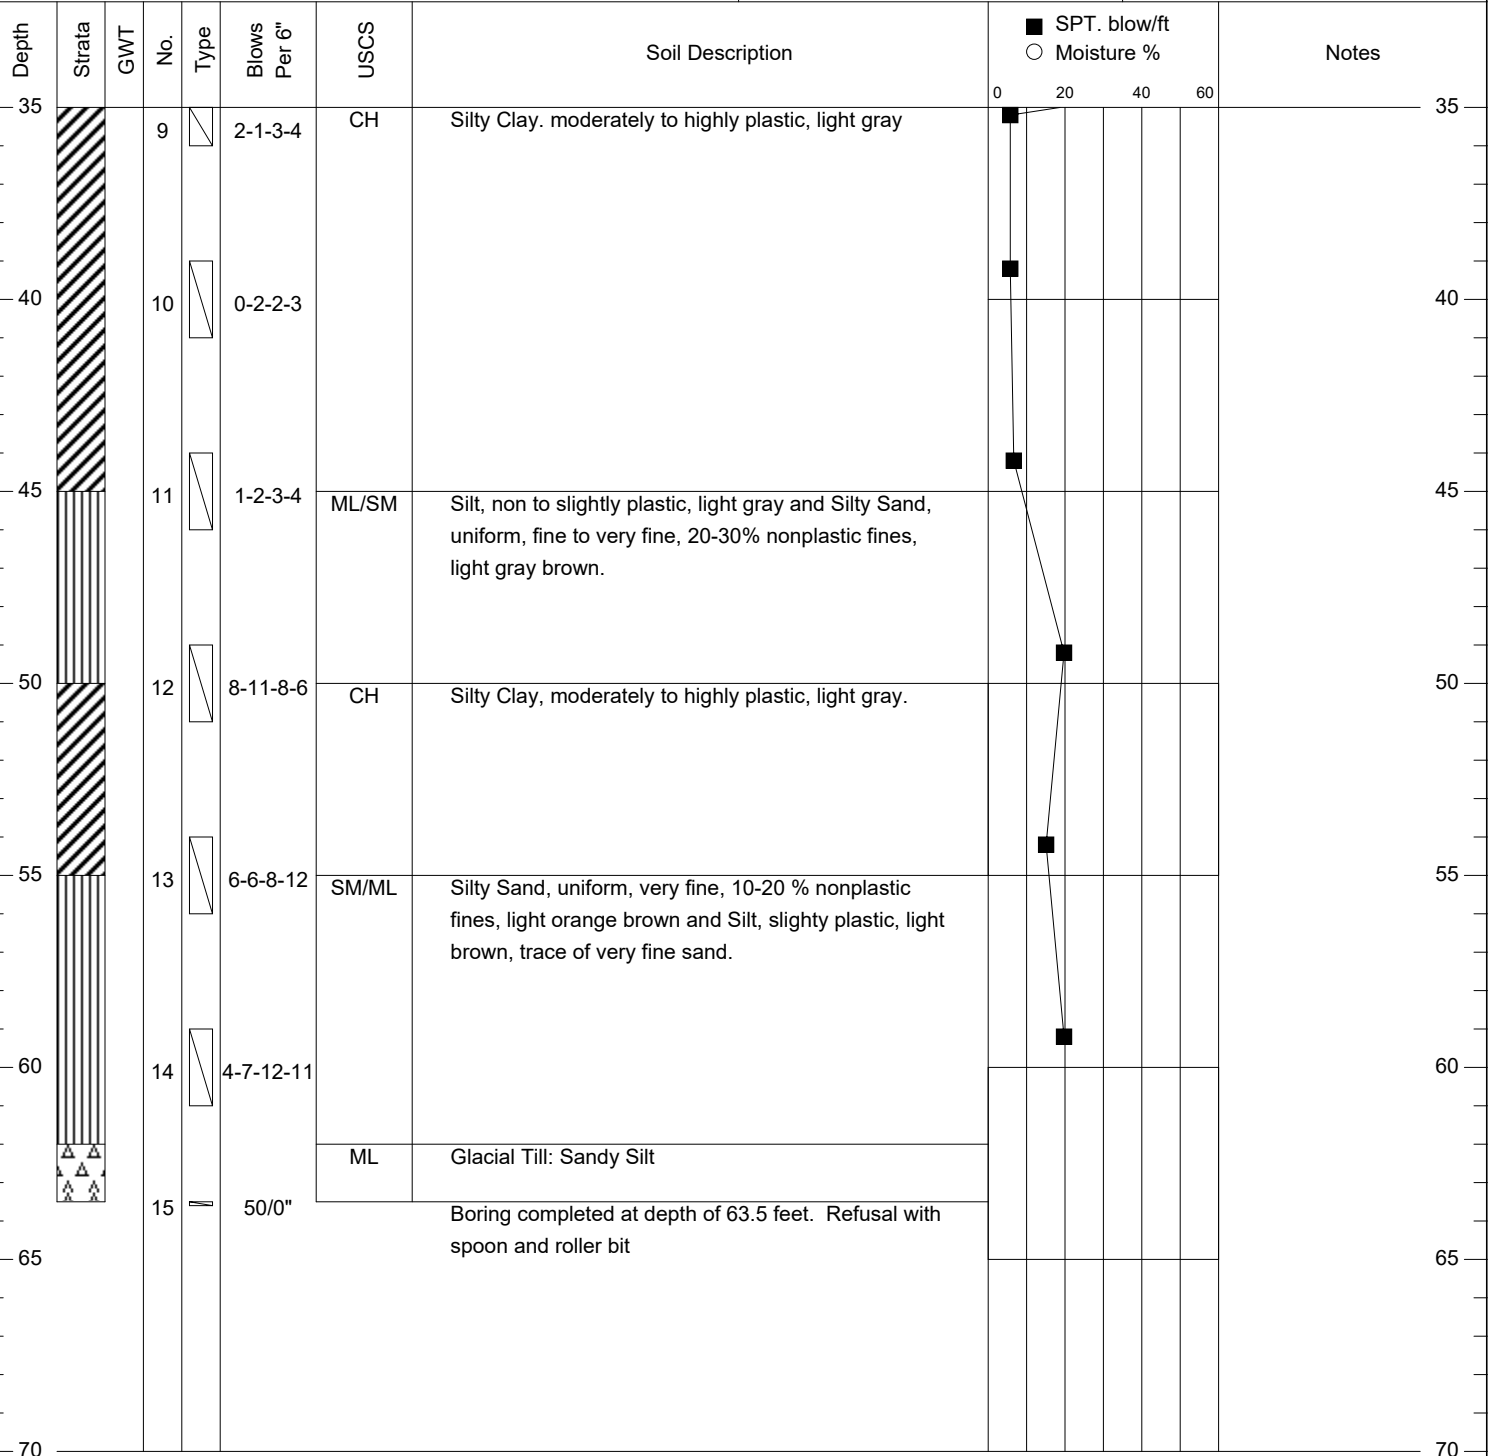 Depth Strata GWT No. Type Blows Per 6" USCS Soil Description ■ SPT. blow/ft Notes
○ Moisture %
0 20 40 60
35 35
9 2-1-3-4 CH Silty Clay. moderately to highly plastic, light gray
40 10 0-2-2-3 40
45 11 1-2-3-4 ML/SM Silt, non to slightly plastic, light gray and Silty Sand, 45
uniform, fine to very fine, 20-30% nonplastic fines,
light gray brown.
50 12 8-11-8-6 CH Silty Clay, moderately to highly plastic, light gray. 50
55 13 6-6-8-12 SM/ML Silty Sand, uniform, very fine, 10-20 % nonplastic 55
fines, light orange brown and Silt, slighty plastic, light
brown, trace of very fine sand.
60 14 4-7-12-11 60
ML Glacial Till: Sandy Silt
15 50/0" Boring completed at depth of 63.5 feet. Refusal with
spoon and roller bit
65 65
70 70